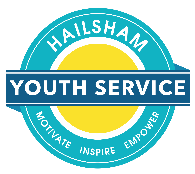 HAILSHAM
YOUTH SERVICE
MOTIVATE INSPIRE EMPOWER